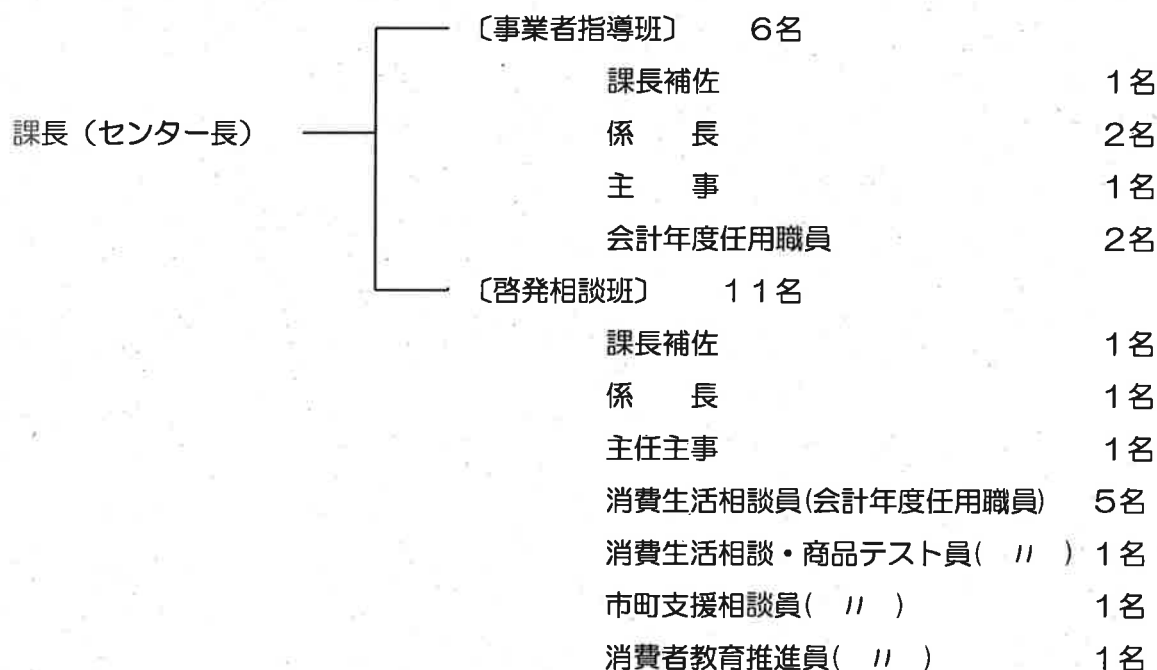 〔事業者指導班〕 6名
課長補佐 1名
課長（センター長） 係 長 2名
主 事 1名
会計年度任用職員 2名
〔啓発相談班〕 11名
課長補佐 1名
係 長 1名
主任主事 1名
消費生活相談員(会計年度任用職員) 5名
消費生活相談・商品テスト員( 〃 ) 1名
市町支援相談員( 〃 ) 1名
消費者教育推進員( 〃 ) 1名